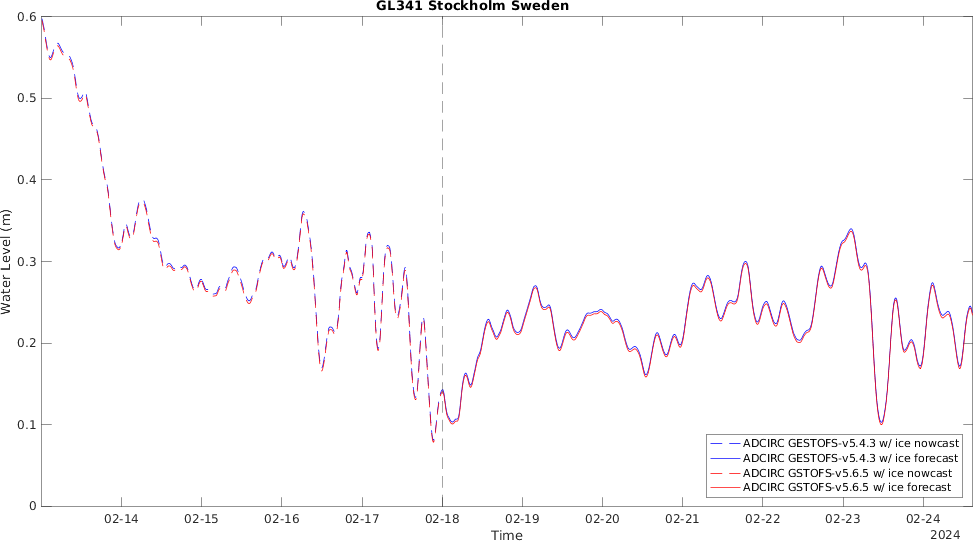 GL341 Stockholm Sweden
0.6
0.5
0.4
0.3
0.2
0.1
0
Water Level (m)
02-14 02-15 02-16 02-17 02-18 02-19 02-20 02-21 02-22 02-23 02-24
Time
2024
ADCIRC GESTOFS-v5.4.3 w/ ice nowcast
ADCIRC GESTOFS-v5.4.3 w/ ice forecast
ADCIRC GSTOFS-v5.6.5 w/ ice nowcast
ADCIRC GSTOFS-v5.6.5 w/ ice forecast